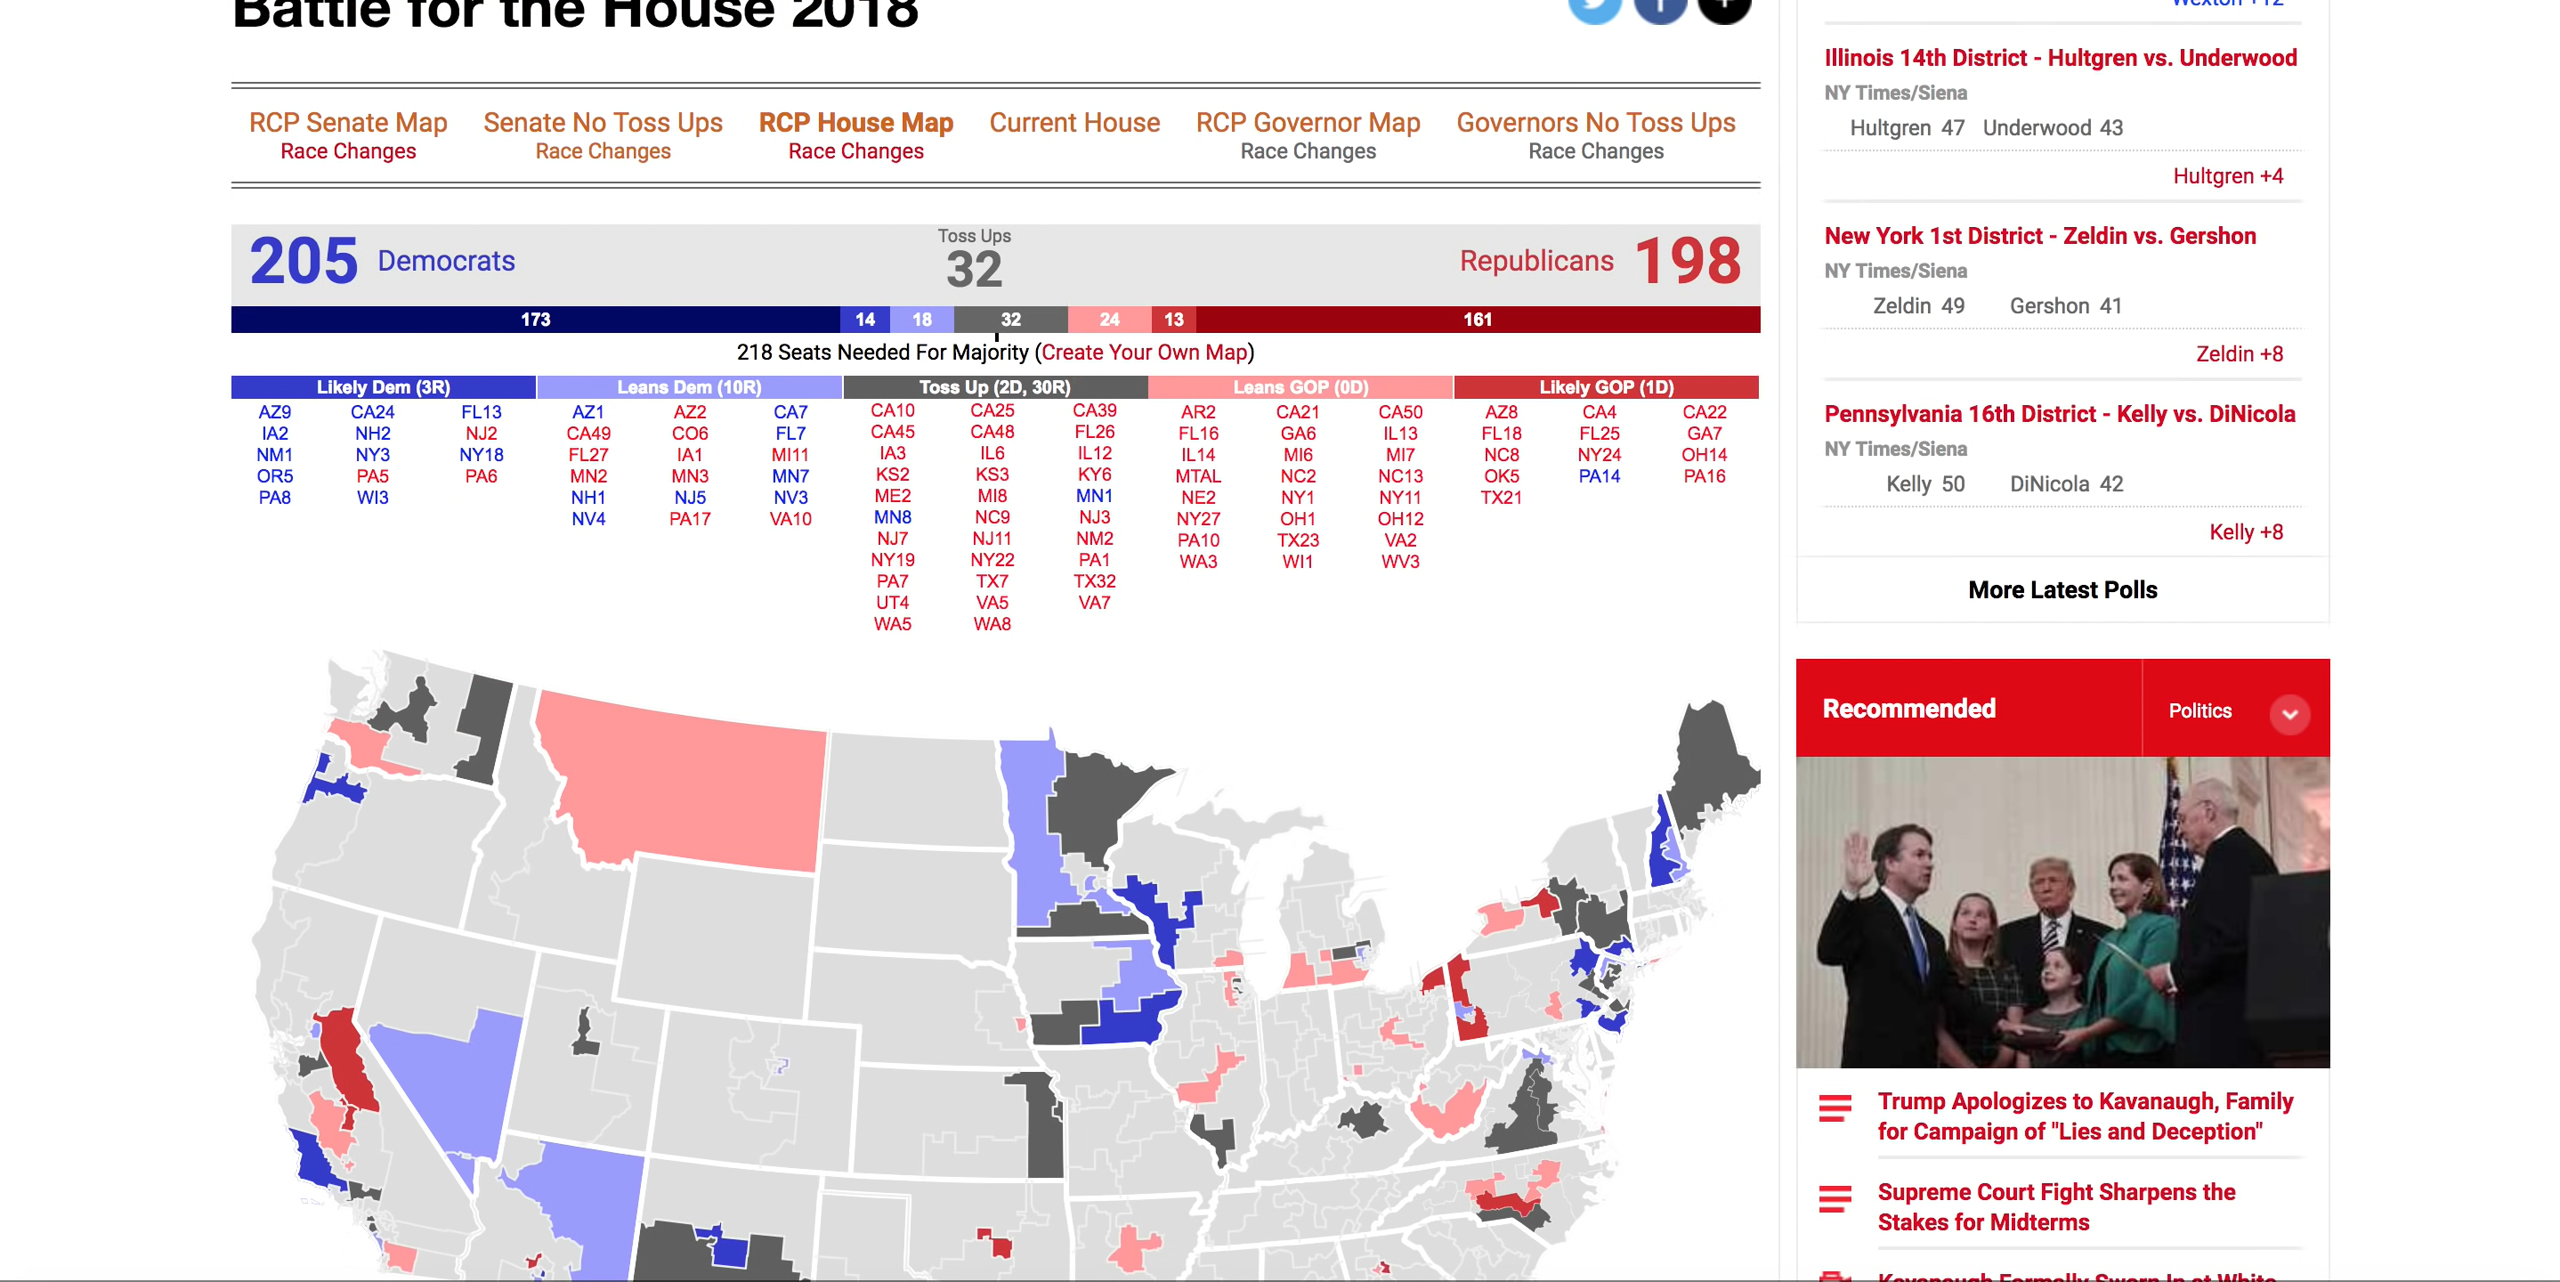 Battle for the House 2018
RCP Senate Map
Race Changes
Senate No Toss Ups
Race Changes
RCP House Map
Race Changes
Current House
RCP Governor Map
Race Changes
Governors No Toss Ups
Race Changes
205 Democrats
Toss Ups
32
Republicans 198
173 14 18 32 24 13 161
218 Seats Needed For Majority (Create Your Own Map)
Likely Dem (3R)
AZ9 CA24 FL13
IA2 NH2 NJ2
NM1 NY3 NY18
OR5 PA5 PA6
PA8 WI3
Leans Dem (10R)
AZ1 AZ2 CA7
CA49 CO6 FL7
FL27 IA1 MI11
MN2 MN3 MN7
NH1 NJ5 NV3
NV4 PA17 VA10
Toss Up (2D, 30R)
CA10 CA25 CA39
CA45 CA48 FL26
IA3 IL6 IL12
KS2 KS3 KY6
ME2 MI8 MN1
MN8 NC9 NJ3
NJ7 NJ11 NM2
NY19 NY22 PA1
PA7 TX7 TX32
UT4 VA5 VA7
WA5 WA8
Leans GOP (0D)
AR2 CA21 CA50
FL16 GA6 IL13
IL14 MI6 MI7
MTAL NC2 NC13
NE2 NY1 NY11
NY27 OH1 OH12
PA10 TX23 VA2
WA3 WI1 WV3
Likely GOP (1D)
AZ8 CA4 CA22
FL18 FL25 GA7
NC8 NY24 OH14
OK5 PA14 PA16
TX21
Wexton +12
Illinois 14th District - Hultgren vs. Underwood
NY Times/Siena
Hultgren 47 Underwood 43
Hultgren +4
New York 1st District - Zeldin vs. Gershon
NY Times/Siena
Zeldin 49 Gershon 41
Zeldin +8
Pennsylvania 16th District - Kelly vs. DiNicola
NY Times/Siena
Kelly 50 DiNicola 42
Kelly +8
More Latest Polls
Recommended
Politics
Trump Apologizes to Kavanaugh, Family
for Campaign of "Lies and Deception"
Supreme Court Fight Sharpens the
Stakes for Midterms
Kavanaugh Formally Sworn In at White